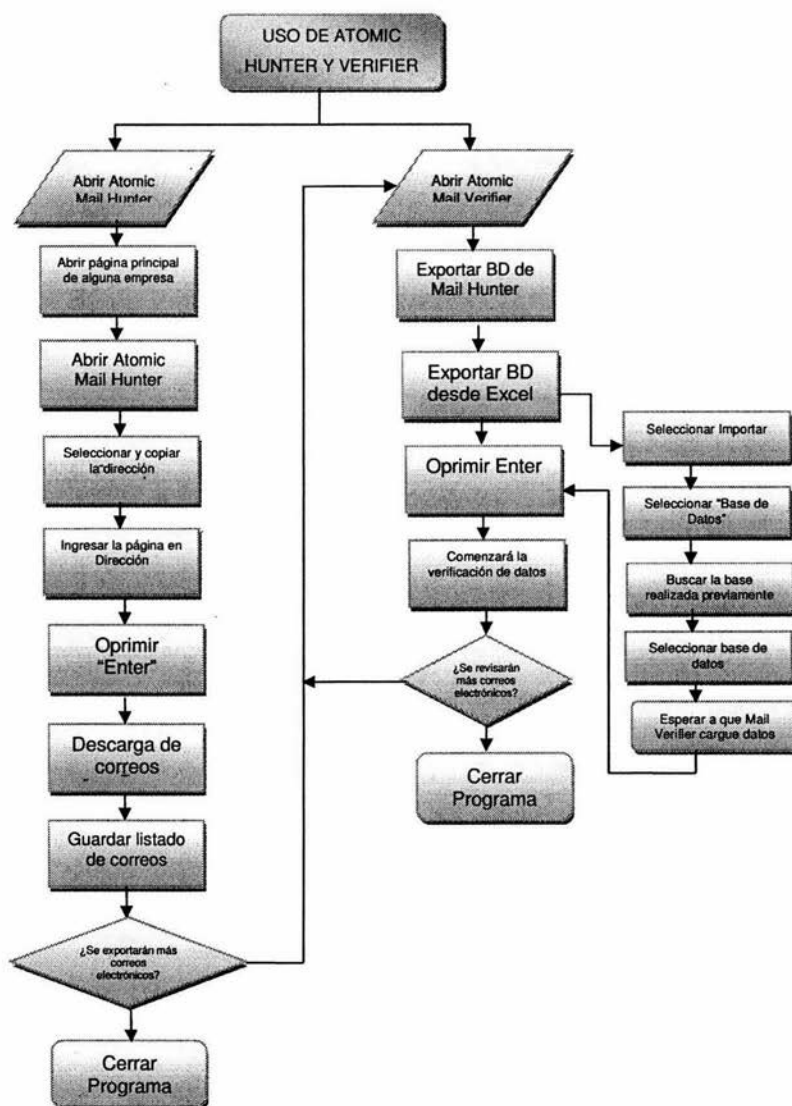 USO DE ATOMIC
HUNTER Y VERIFIER
Abrir Atomic
Mail Hunter
Abrir página principal
de alguna empresa
Abrir Atomic
Mail Hunter
Seleccionar y copiar
la dirección
Ingresar la página en
Dirección
Oprimir
"Enter"
Descarga de
correos
Guardar listado
de correos
¿Se exportarán más
correos
electrónicos?
Cerrar
Programa
Abrir Atomic
Mail Verifier
Exportar BD de
Mail Hunter
Exportar BD
desde Excel
Oprimir Enter
Comenzará la
verificación de datos
¿Se revisarán
más correos
electrónicos?
Cerrar
Programa
Seleccionar Importar
Seleccionar "Base de
Datos"
Buscar la base
realizada previamente
Seleccionar base de
datos
Esperar a que Mail
Verifier cargue datos